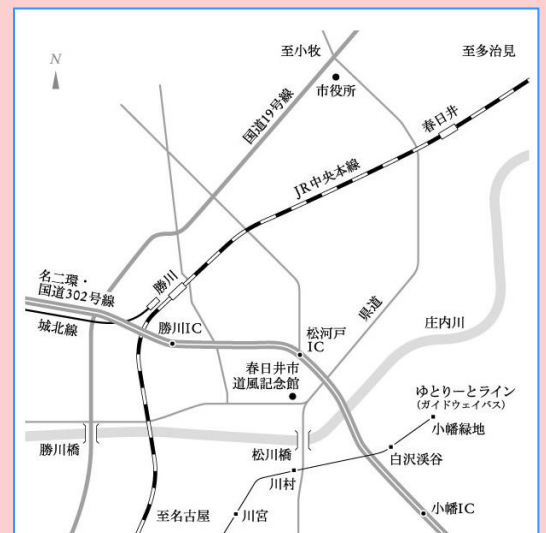 N
至小牧
至多治見
市役所
国道19号線
春日井
JR中央本線
名二環・
国道302号線
勝川
城北線
勝川IC
松河戸
IC
県道
庄内川
春日井市
道風記念館
ゆとりーとライン
(ガイドウェイバス)
小幡緑地
勝川橋
松川橋
白沢渓谷
川村
至名古屋
川宮
小幡IC